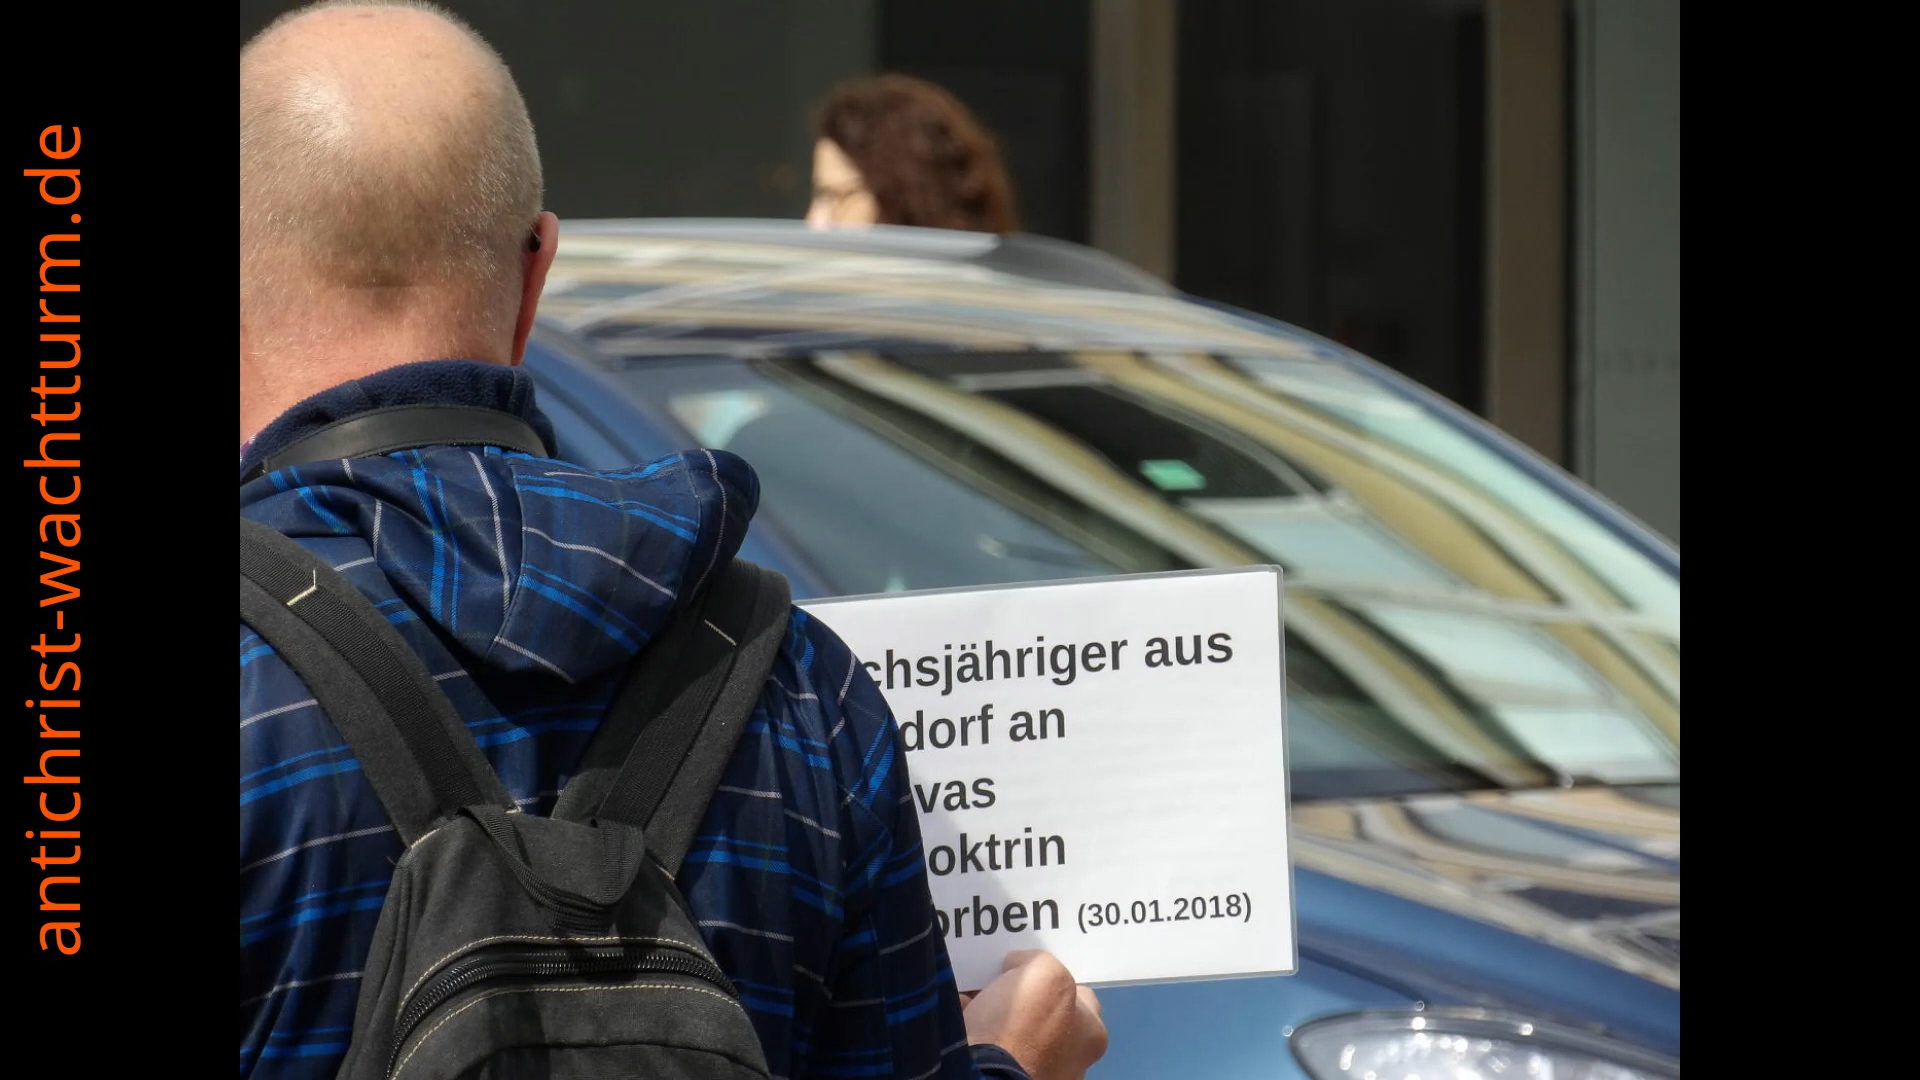 antichrist-wachtturm.de
chsjähriger aus
dorf an
vas
oktrin
orben (30.01.2018)